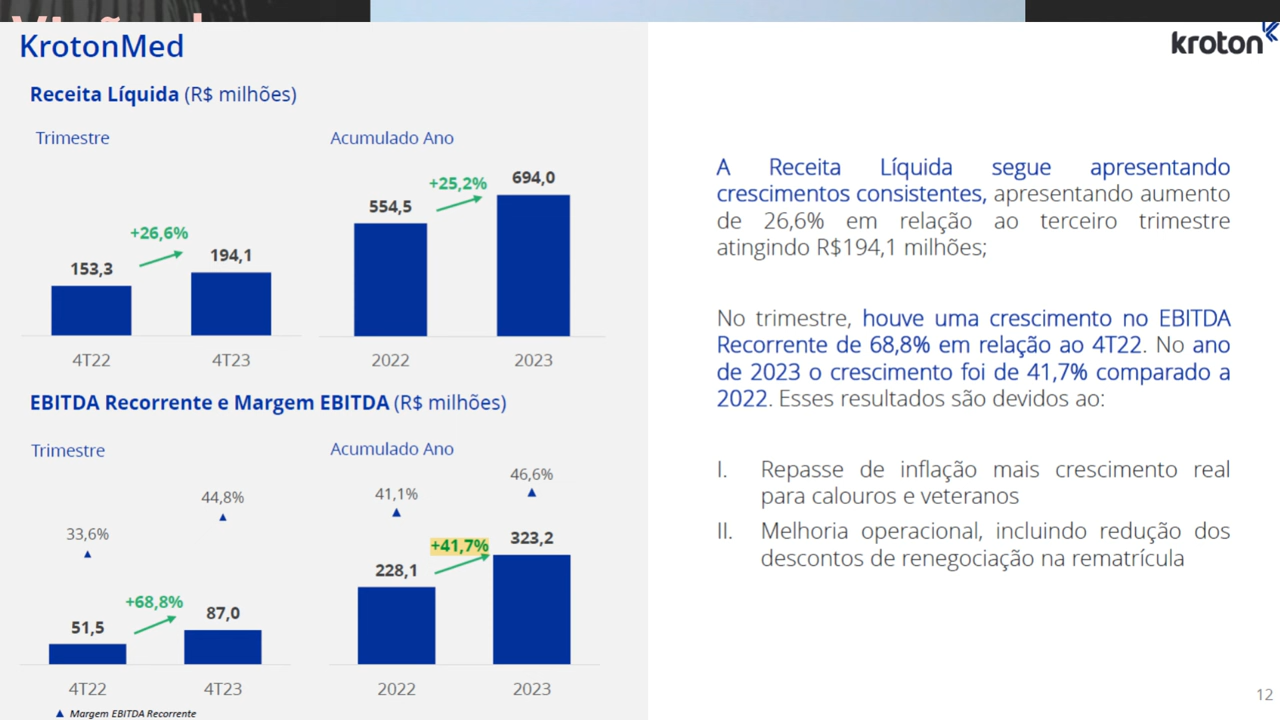 KrotonMed
kroton
Receita Líquida (R$ milhões)
Trimestre
+26,6%
153,3
194,1
4T22
4T23
Acumulado Ano
+25,2%
554,5
694,0
2022
2023
EBITDA Recorrente e Margem EBITDA (R$ milhões)
Trimestre
33,6%
44,8%
+68,8%
51,5
87,0
4T22
4T23
▲ Margem EBITDA Recorrente
Acumulado Ano
41,1%
46,6%
+41,7%
228,1
323,2
2022
2023
A Receita Líquida segue apresentando
crescimentos consistentes, apresentando aumento
de 26,6% em relação ao terceiro trimestre
atingindo R$194,1 milhões;
No trimestre, houve uma crescimento no EBITDA
Recorrente de 68,8% em relação ao 4T22. No ano
de 2023 o crescimento foi de 41,7% comparado a
2022. Esses resultados são devidos ao:
I. Repasse de inflação mais crescimento real
para calouros e veteranos
II. Melhoria operacional, incluindo redução dos
descontos de renegociação na rematrícula
12